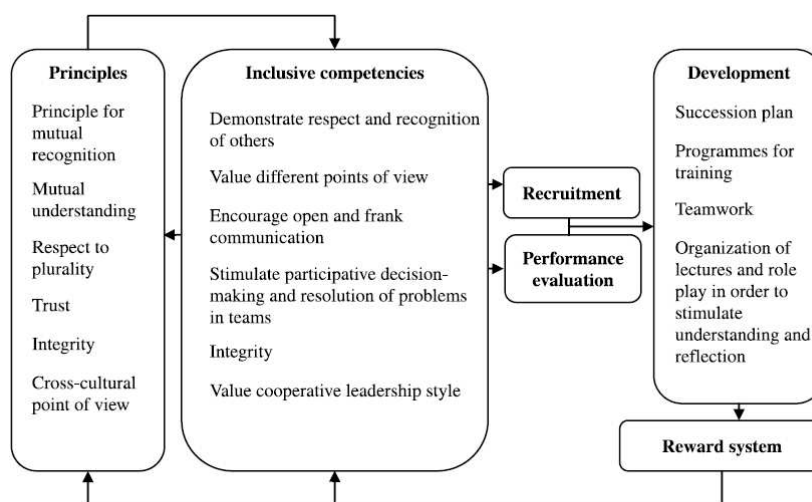 Principles
Principle for
mutual
recognition
Mutual
understanding
Respect to
plurality
Trust
Integrity
Cross-cultural
point of view
Inclusive competencies
Demonstrate respect and recognition
of others
Value different points of view
Encourage open and frank
communication
Stimulate participative decision-
making and resolution of problems
in teams
Integrity
Value cooperative leadership style
Recruitment
Performance
evaluation
Development
Succession plan
Programmes for
training
Teamwork
Organization of
lectures and role
play in order to
stimulate
understanding and
reflection
Reward system